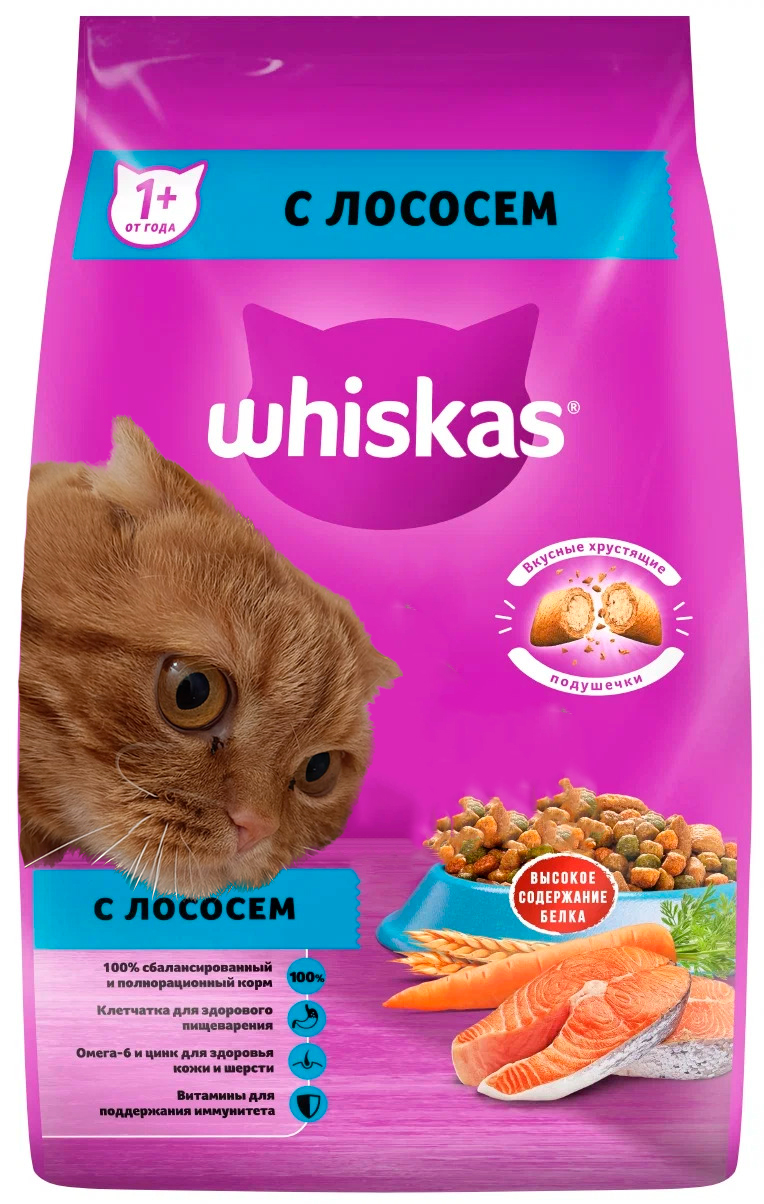 1+
ОТ ГОДА
С ЛОСОСЕМ
whiskas®
Вкусные хрустящие
подушечки
ВЫСОКОЕ
СОДЕРЖАНИЕ
БЕЛКА
С ЛОСОСЕМ
100% сбалансированный
и полнорационный корм
100%
Клетчатка для здорового
пищеварения
Омега-6 и цинк для здоровья
кожи и шерсти
Витамины для
поддержания иммунитета